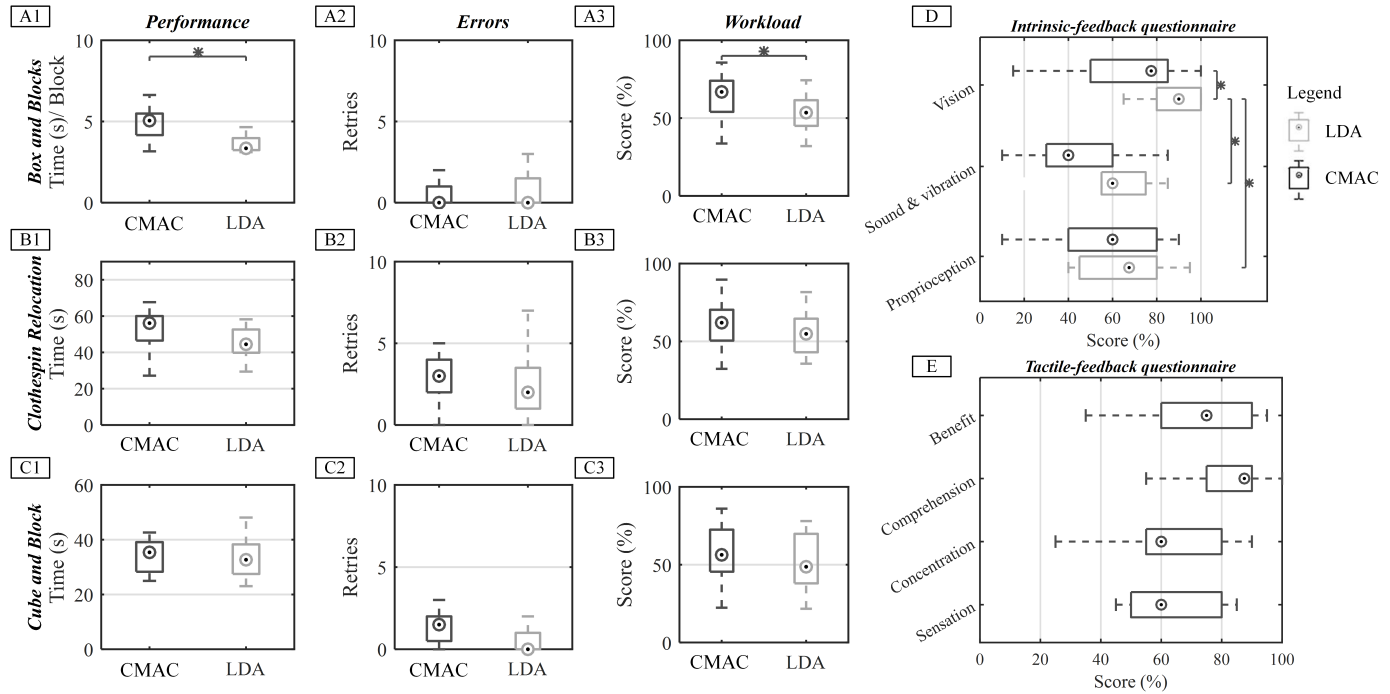 A1
Performance
A2
Errors
A3
Workload
Box and Blocks
Time (s)/ Block
10
5
0
*
CMAC
LDA
Retries
10
5
0
CMAC
LDA
Score (%)
100
50
0
*
CMAC
LDA
B1
B2
B3
Clothespin Relocation
Time (s)
80
60
40
20
0
CMAC
LDA
Retries
10
5
0
CMAC
LDA
Score (%)
100
50
0
CMAC
LDA
C1
C2
C3
Cube and Block
Time (s)
60
40
20
0
CMAC
LDA
Retries
10
5
0
CMAC
LDA
Score (%)
100
50
0
CMAC
LDA
D
Intrinsic-feedback questionnaire
Vision
Sound & vibration
Proprioception
*
*
*
0 20 40 60 80 100
Score (%)
Legend
LDA
CMAC
E
Tactile-feedback questionnaire
Benefit
Comprehension
Concentration
Sensation
0 20 40 60 80 100
Score (%)